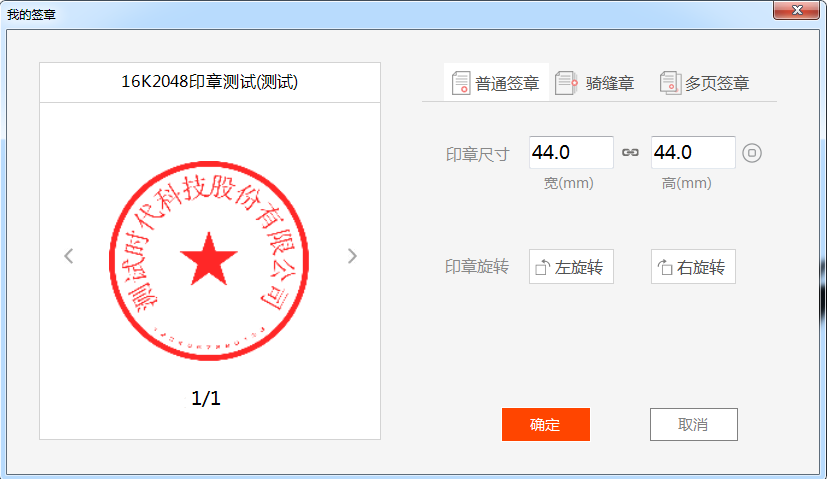 我的签章
16K2048印章测试(测试)
测试时代科技股份有限公司
1/1
普通签章 骑缝章 多页签章
印章尺寸 44.0 44.0
宽(mm) 高(mm)
印章旋转 左旋转 右旋转
确定 取消